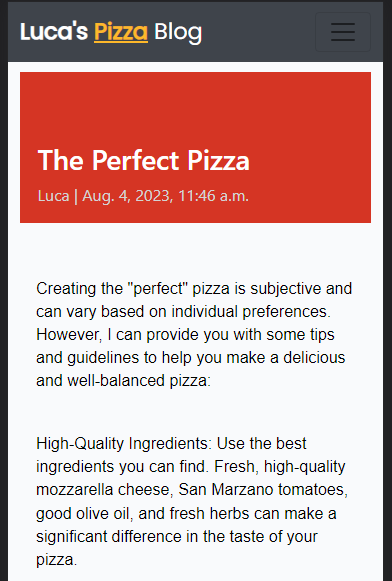 Luca's Pizza Blog
The Perfect Pizza
Luca | Aug. 4, 2023, 11:46 a.m.
Creating the "perfect" pizza is subjective and
can vary based on individual preferences.
However, I can provide you with some tips
and guidelines to help you make a delicious
and well-balanced pizza:
High-Quality Ingredients: Use the best
ingredients you can find. Fresh, high-quality
mozzarella cheese, San Marzano tomatoes,
good olive oil, and fresh herbs can make a
significant difference in the taste of your
pizza.